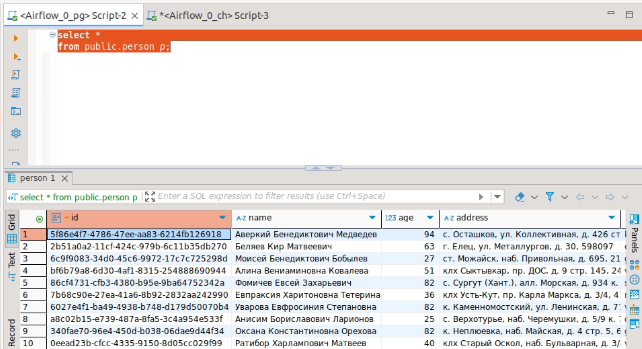 <Airflow_0_pg> Script-2
*<Airflow_0_ch> Script-3
select *
from public.person p;
person 1
select * from public.person p
Enter a SQL expression to filter results (use Ctrl+Space)
id name 123 age address
1 5f86e4f7-4786-47ee-aa83-6214fb126918 Аверкий Бенедиктович Медведев 94 с. Осташков, ул. Коллективная, д. 426 ст
2 2b51a0a2-11cf-424c-979b-6c11b35db270 Беляев Кир Матвеевич 63 г. Елец, ул. Металлургов, д. 30, 598097
3 6c9f9083-34d0-45c6-9972-17c7c725298d Моисей Бенедиктович Бобылев 27 ст. Можайск, наб. Привольная, д. 695, 21
4 bf6b79a8-6d30-4af1-8315-254888690944 Алина Вениаминовна Ковалева 51 клх Сыктывкар, пр. ДОС, д. 9 стр. 145, 24
5 86cf4731-cfb3-4380-b95e-9ba64752342a Фомичев Евсей Захарьевич 82 с. Сургут (Хант.), алл. Морская, д. 934 к.
6 7b68c90e-27ea-41a6-8b92-2832aa242990 Евпраксия Харитоновна Тетерина 36 клх Усть-Кут, пр. Карла Маркса, д. 3/4, 4
7 6027e4f1-ba49-4938-b748-d179d50070b4 Уварова Евфросиния Степановна 82 к. Каменномостский, ул. Ленинская, д. 7
8 a8c02b15-e739-487a-8fa5-3c4a954e533f Анисим Бориславович Ларионов 25 с. Верхотурье, наб. Черемушки, д. 5/9 к.
9 340fae70-96e4-450d-b038-06dae9d44f34 Оксана Константиновна Орехова 82 к. Неплюевка, наб. Майская, д. 4 стр. 5, 6
10 0eead23b-cfcc-4335-9150-8d05cc029f99 Ратибор Харлампович Матвеев 40 клх Старый Оскол, наб. Бульварная, д. 3/
Grid
Text
Record
Panels